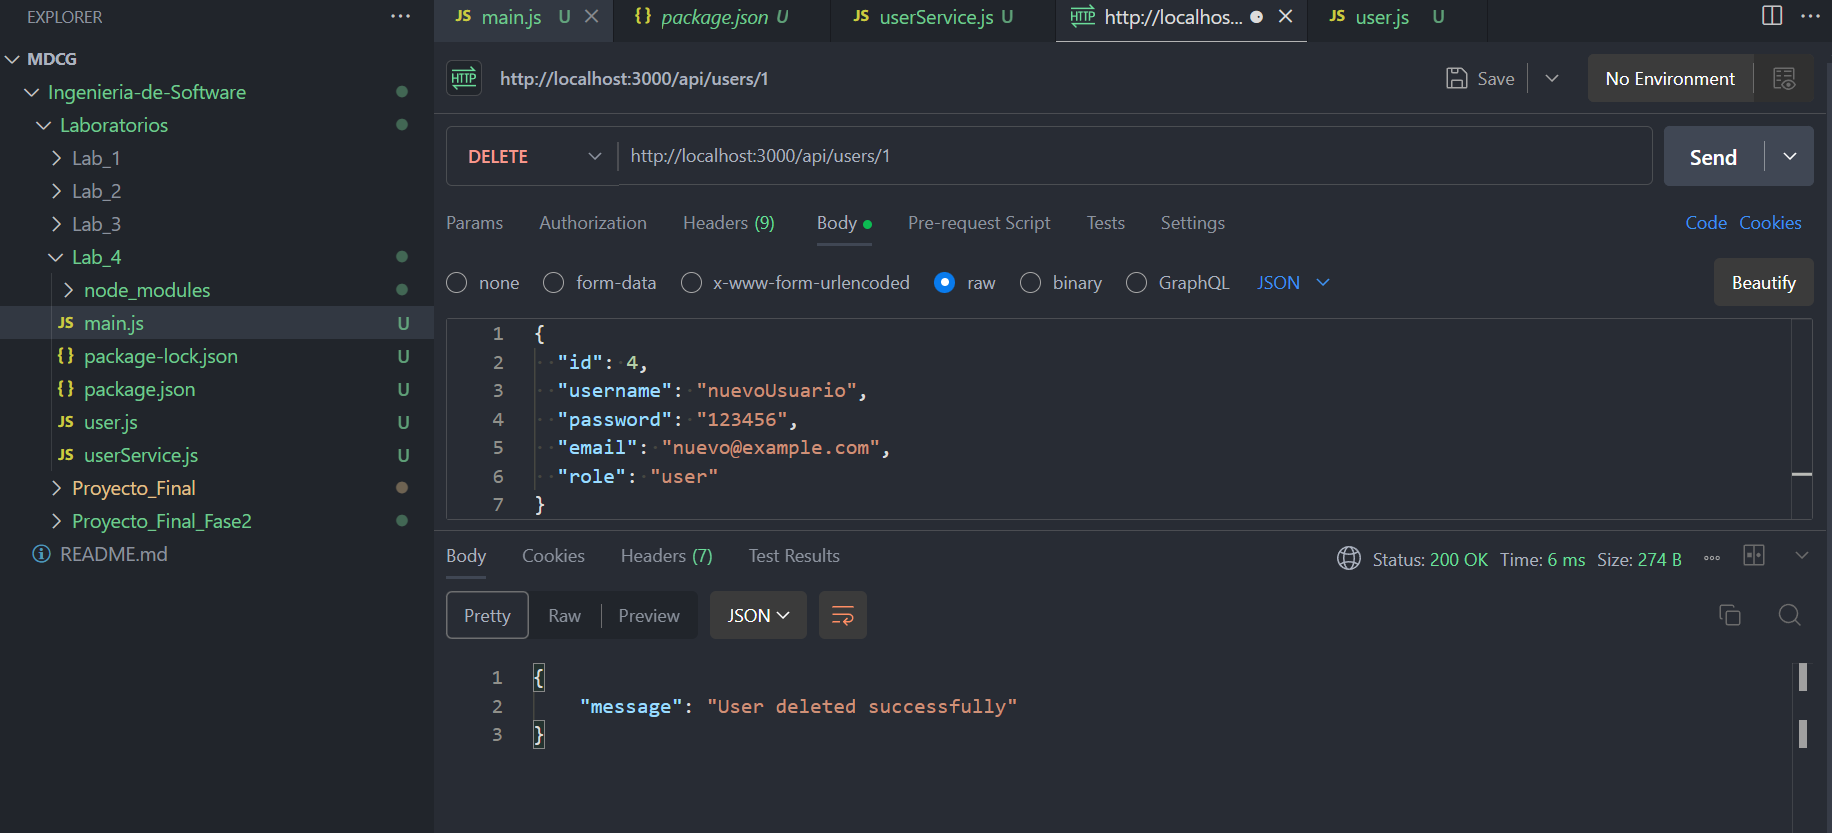 EXPLORER
MDCG
Ingenieria-de-Software
Laboratorios
Lab_1
Lab_2
Lab_3
Lab_4
node_modules
JS main.js U
{} package-lock.json U
{} package.json U
JS user.js U
JS userService.js U
Proyecto_Final
Proyecto_Final_Fase2
README.md
JS main.js U
{} package.json U
JS userService.js U
HTTP http://localhos...
JS user.js U
HTTP http://localhost:3000/api/users/1
Save
No Environment
DELETE
http://localhost:3000/api/users/1
Send
Params Authorization Headers (9) Body Pre-request Script Tests Settings
Code Cookies
none form-data x-www-form-urlencoded raw binary GraphQL JSON
Beautify
1 {
2 "id": 4,
3 "username": "nuevoUsuario",
4 "password": "123456",
5 "email": "nuevo@example.com",
6 "role": "user"
7 }
Body Cookies Headers (7) Test Results
Status: 200 OK Time: 6 ms Size: 274 B
Pretty Raw Preview JSON
1 {
2 "message": "User deleted successfully"
3 }